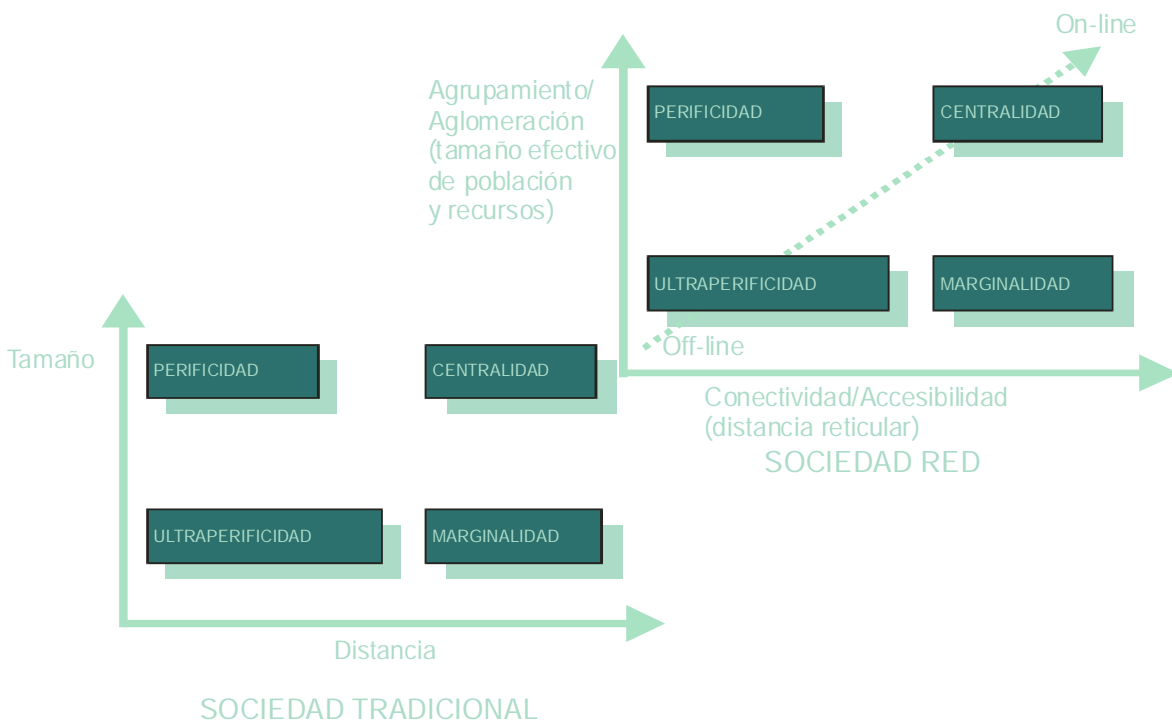 On-line
Agrupamiento/
Aglomeración
(tamaño efectivo
de población
y recursos)
PERIFICIDAD
CENTRALIDAD
ULTRAPERIFICIDAD
MARGINALIDAD
Off-line
Conectividad/Accesibilidad
(distancia reticular)
SOCIEDAD RED
Tamaño
PERIFICIDAD
CENTRALIDAD
ULTRAPERIFICIDAD
MARGINALIDAD
Distancia
SOCIEDAD TRADICIONAL